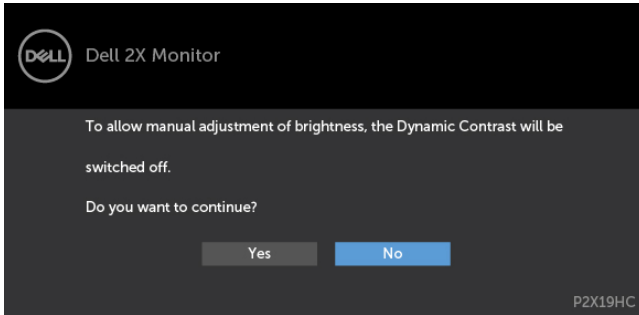 DELL
Dell 2X Monitor
To allow manual adjustment of brightness, the Dynamic Contrast will be
switched off.
Do you want to continue?
Yes
No
P2X19HC